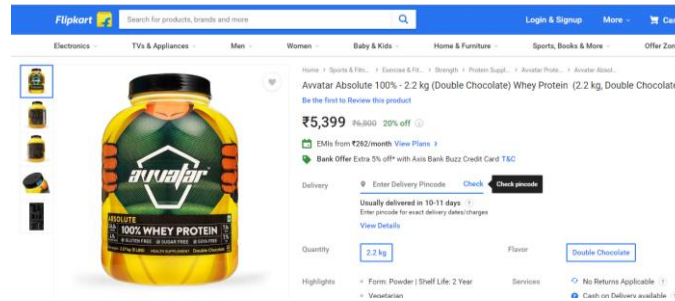 Flipkart
Search for products, brands and more
Login & Signup
More
Electronics
TVs & Appliances
Men
Women
Baby & Kids
Home & Furniture
Sports, Books & More
Home > Sports & Fitn... > Exercise & Fit... > Strength > Protein Suppl... > Avvatar Prote... > Avvatar Absol...
Avvatar Absolute 100% - 2.2 kg (Double Chocolate) Whey Protein (2.2 kg, Double Chocolate
Be the first to Review this product
₹5,399 ₹6,800 20% off
EMIs from ₹262/month View Plans >
Bank Offer Extra 5% off* with Axis Bank Buzz Credit Card T&C
avvatar
ABSOLUTE
100% WHEY PROTEIN
GLUTEN FREE SUGAR FREE SOYA FREE
Delivery
Enter Delivery Pincode
Check
Check pincode
Usually delivered in 10-11 days ?
Enter pincode for exact delivery dates/charges
View Details
Quantity
2.2 kg
Flavor
Double Chocolate
Highlights
Form: Powder | Shelf Life: 2 Year
Vegetarian
Services
No Returns Applicable ?
Cash on Delivery available ?